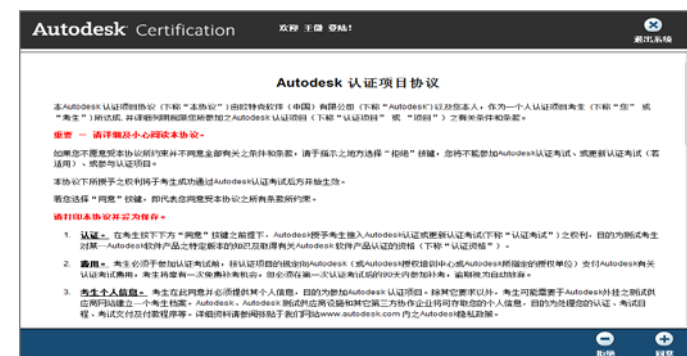 Autodesk Certification
欢迎 王微 登陆!
退出系统
Autodesk 认证项目协议
本Autodesk认证项目协议(下称“本协议”)由欧特克软件(中国)有限公司(下称“Autodesk”)以及您本人,作为一个人认证项目考生(下称“您” 或
“考生”)所达成,并详细列明规限您所参加之Autodesk认证项目(下称“认证项目” 或 “项目”)之有关条件和条款。
重要 — 请详细及小心阅读本协议。
如果您不愿意受本协议所约束并不同意全部有关之条件和条款,请于指示之地方选择“拒绝”按键,您将不能参加Autodesk认证考试、或更新认证考试(若
适用)、或参与认证项目。
本协议下所授予之权利将于考生成功通过Autodesk认证考试后方开始生效。
若您选择“同意”按键,即代表您同意受本协议之所有条款所约束。
请打印本协议并妥为保存。
1. 认证。 在考生按下下方“同意”按键之前提下,Autodesk授予考生接入Autodesk认证或更新认证考试(下称“认证考试”)之权利,目的为测试考生
对某一Autodesk软件产品之特定版本的知识及取得有关Autodesk软件产品认证的资格(下称“认证资格”)。
2. 费用。 考生必须于参加认证考试前,按认证项目的规定向Autodesk(或Autodesk授权培训中心或Autodesk所指定的授权单位)支付Autodesk有关
认证考试费用,考生将享有一次免费补考机会,但必须在第一次认证考试后的90天内参加补考,逾期视为自动放弃。
3. 考生个人信息。 考生在此同意并必须提供其个人信息,目的为参加Autodesk 认证项目。除其它要求以外,考生可能需要于Autodesk外挂之测试供
应商网站建立一个考生档案。Autodesk、Autodesk 测试供应商设备和其它第三方协作企业将可存取您的个人信息,目的为处理您的认证、考试日
程、考试交付及付款程序等。详细资料请参阅张贴于我们网站www.autodesk.com 内之Autodesk隐私政策。
拒绝 同意